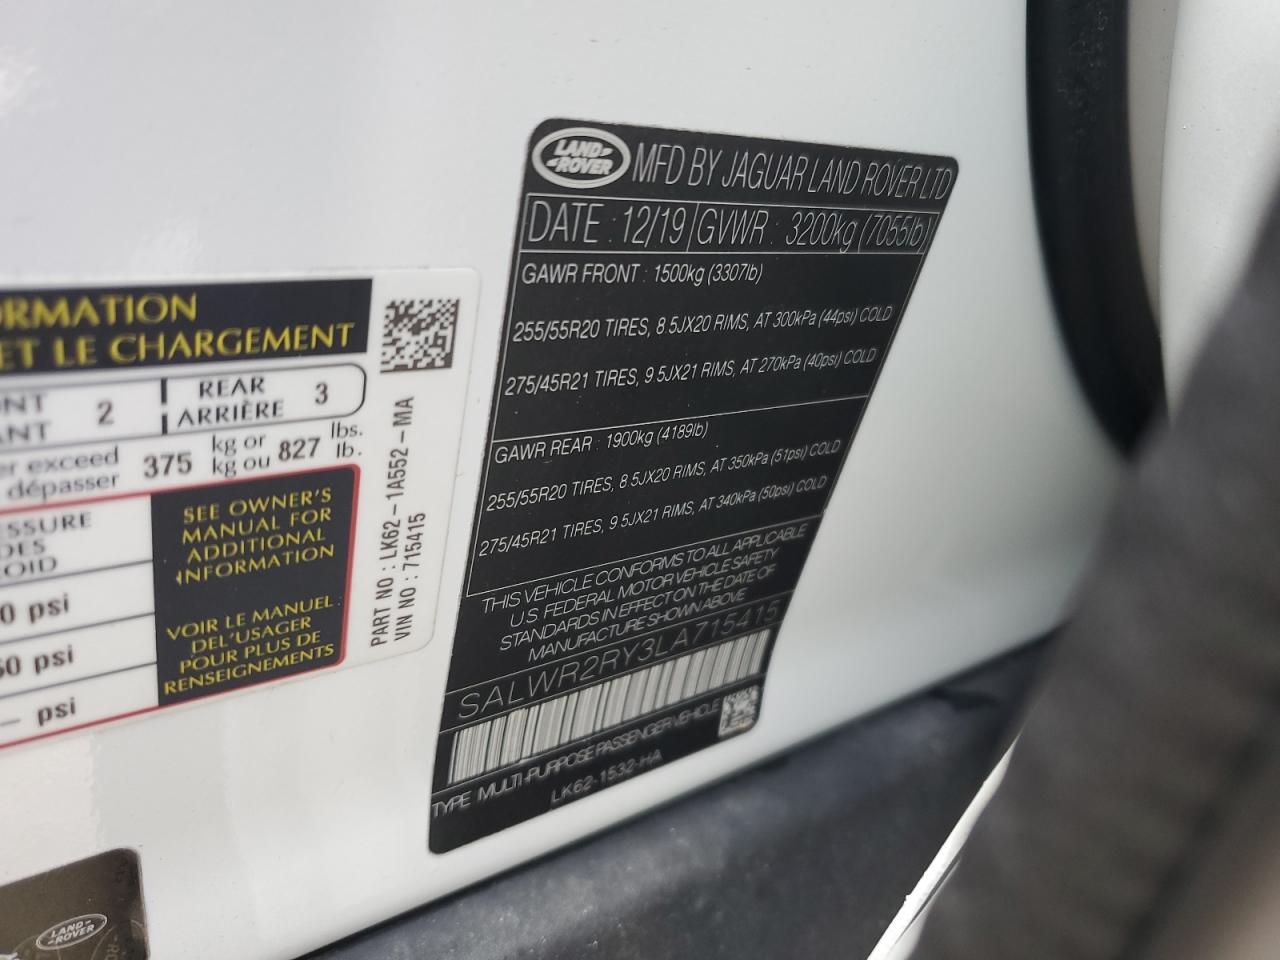 ORMATION
ET LE CHARGEMENT
NT
ANT
2
REAR
ARRIÈRE
3
er exceed
dépasser
375
kg or
kg ou
827
lbs.
lb.
ESSURE
DES
OID
0 psi
50 psi
— psi
SEE OWNER'S
MANUAL FOR
ADDITIONAL
INFORMATION
VOIR LE MANUEL
DEL'USAGER
POUR PLUS DE
RENSEIGNEMENTS
PART NO : LK62-1A552-MA
VIN NO : 715415
LAND
ROVER
MFD BY JAGUAR LAND ROVER LTD
DATE : 12/19 GVWR : 3200kg (7055lb)
GAWR FRONT : 1500kg (3307lb)
255/55R20 TIRES, 8.5JX20 RIMS, AT 300kPa (44psi) COLD
275/45R21 TIRES, 9.5JX21 RIMS, AT 270kPa (40psi) COLD
GAWR REAR : 1900kg (4189lb)
255/55R20 TIRES, 8.5JX20 RIMS, AT 350kPa (51psi) COLD
275/45R21 TIRES, 9.5JX21 RIMS, AT 340kPa (50psi) COLD
THIS VEHICLE CONFORMS TO ALL APPLICABLE
U.S. FEDERAL MOTOR VEHICLE SAFETY
STANDARDS IN EFFECT ON THE DATE OF
MANUFACTURE SHOWN ABOVE
SALWR2RY3LA715415
TYPE MULTI-PURPOSE PASSENGER VEHICLE
LK62-1532-HA
LAND
ROVER